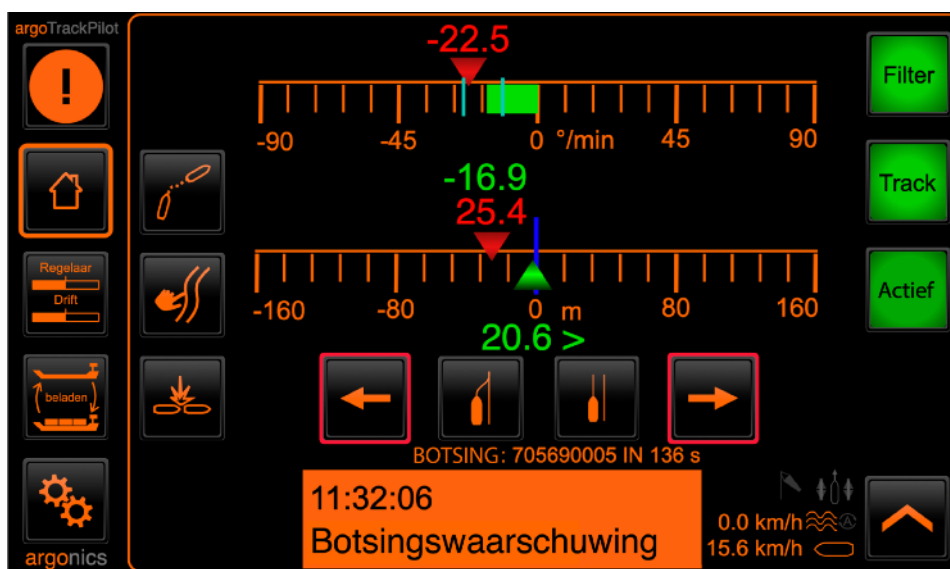 argoTrackPilot
-22.5
Filter
-90 -45 0 °/min 45 90
-16.9
Track
25.4
Regelaar
Drift
Actief
-160 -80 0 m 80 160
20.6 >
beladen
BOTSING: 705690005 IN 136 s
11:32:06
Botsingswaarschuwing
A
0.0 km/h
15.6 km/h
argonics